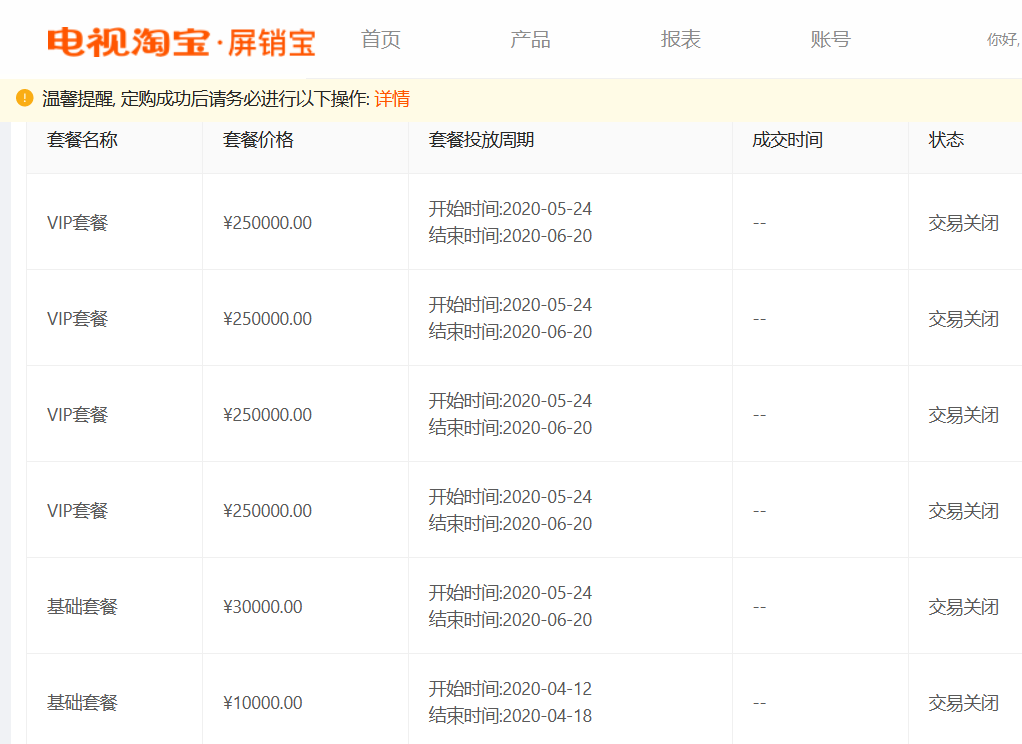 电视淘宝·屏销宝 首页 产品 报表 账号 你好,
! 温馨提醒, 定购成功后请务必进行以下操作: 详情
套餐名称 套餐价格 套餐投放周期 成交时间 状态
VIP套餐 ¥250000.00 开始时间:2020-05-24 -- 交易关闭
结束时间:2020-06-20
VIP套餐 ¥250000.00 开始时间:2020-05-24 -- 交易关闭
结束时间:2020-06-20
VIP套餐 ¥250000.00 开始时间:2020-05-24 -- 交易关闭
结束时间:2020-06-20
VIP套餐 ¥250000.00 开始时间:2020-05-24 -- 交易关闭
结束时间:2020-06-20
基础套餐 ¥30000.00 开始时间:2020-05-24 -- 交易关闭
结束时间:2020-06-20
基础套餐 ¥10000.00 开始时间:2020-04-12 -- 交易关闭
结束时间:2020-04-18